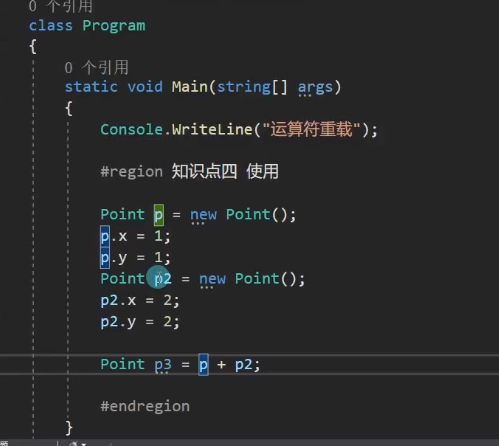 0 个引用
class Program
{
0 个引用
static void Main(string[] args)
{
Console.WriteLine("运算符重载");
#region 知识点四 使用
Point p = new Point();
p.x = 1;
p.y = 1;
Point p2 = new Point();
p2.x = 2;
p2.y = 2;
Point p3 = p + p2;
#endregion
}